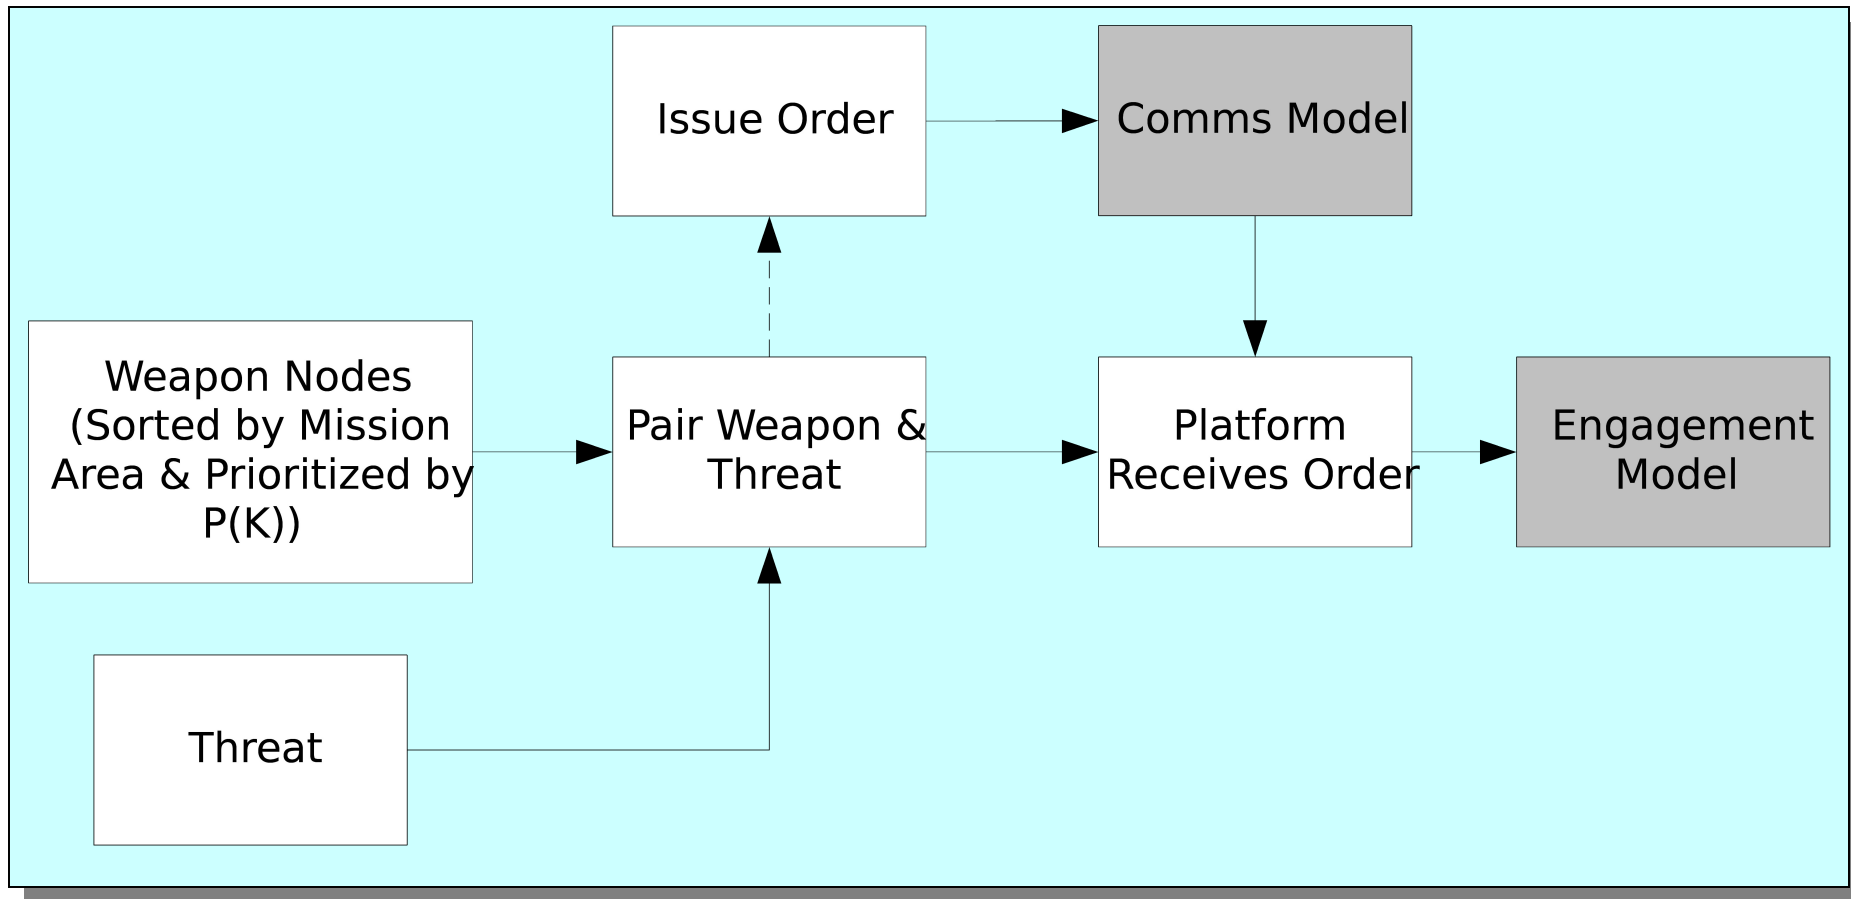 Issue Order
Comms Model
Weapon Nodes
(Sorted by Mission
Area & Prioritized by
P(K))
Pair Weapon &
Threat
Platform
Receives Order
Engagement
Model
Threat